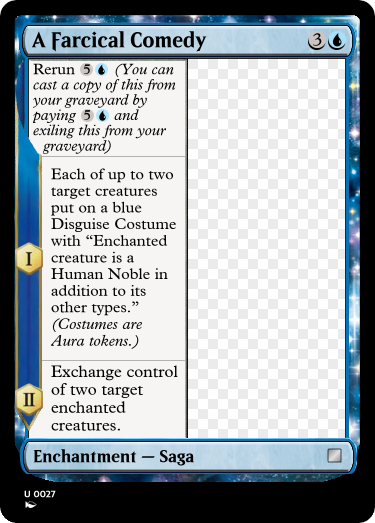 A Farcical Comedy 3
Rerun 5 (You can
cast a copy of this from
your graveyard by
paying 5 and
exiling this from your
graveyard)
I
Each of up to two
target creatures
put on a blue
Disguise Costume
with “Enchanted
creature is a
Human Noble in
addition to its
other types.”
(Costumes are
Aura tokens.)
II
Exchange control
of two target
enchanted
creatures.
Enchantment — Saga
U 0027